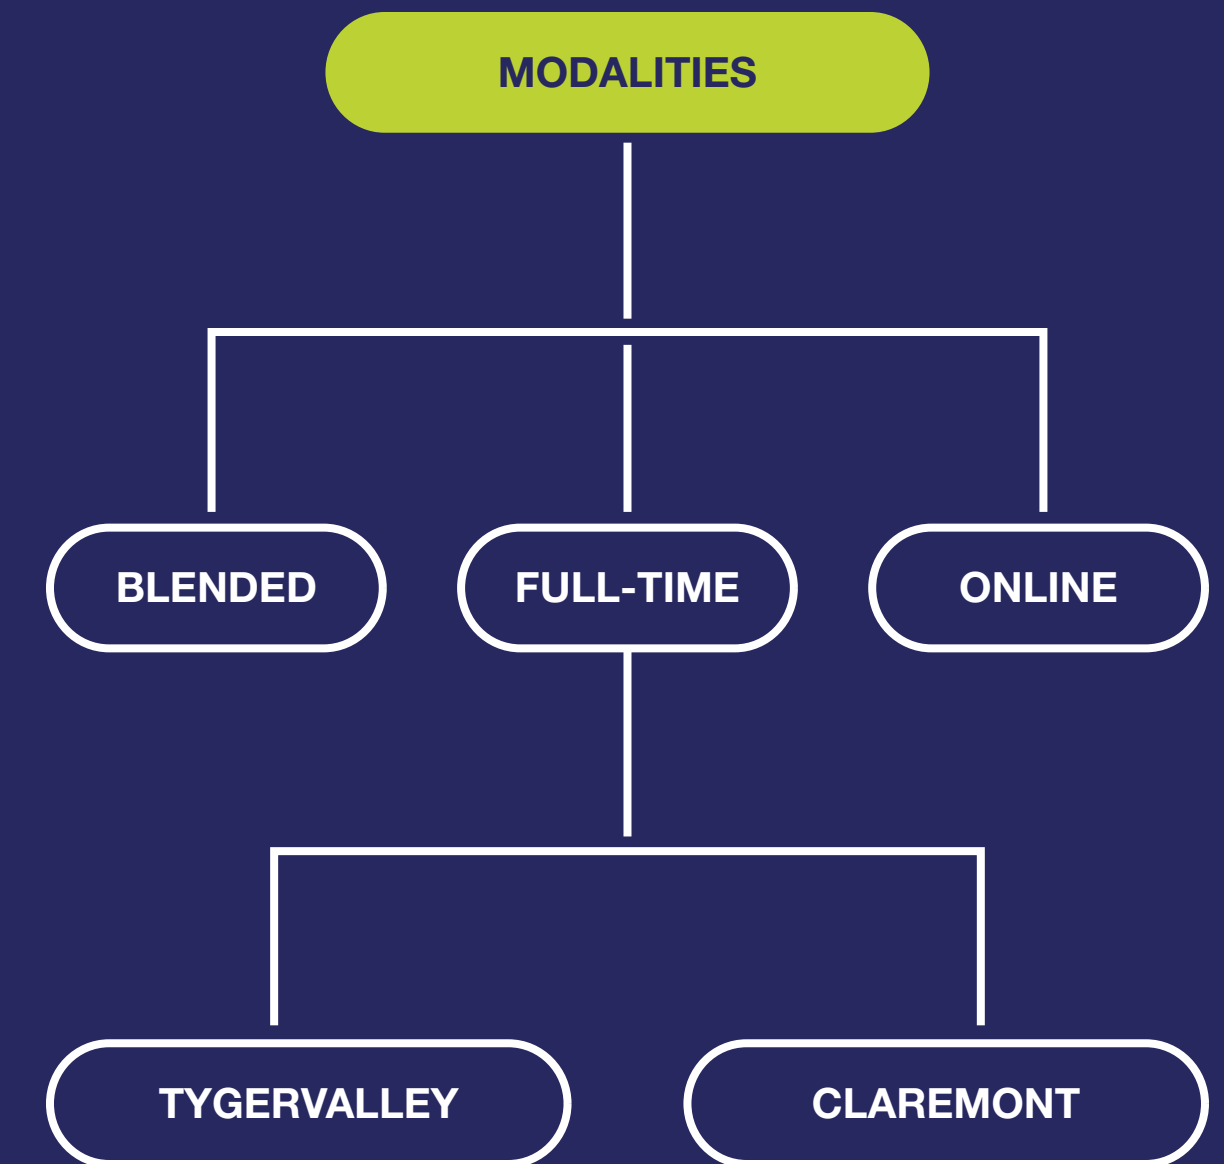 MODALITIES
BLENDED
FULL-TIME
ONLINE
TYGERVALLEY
CLAREMONT